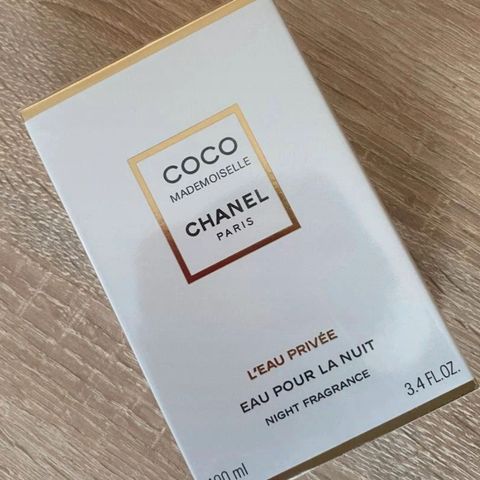 COCO
MADEMOISELLE
CHANEL
PARIS
L'EAU PRIVÉE
EAU POUR LA NUIT
NIGHT FRAGRANCE
3.4 FL.OZ.
100 ml